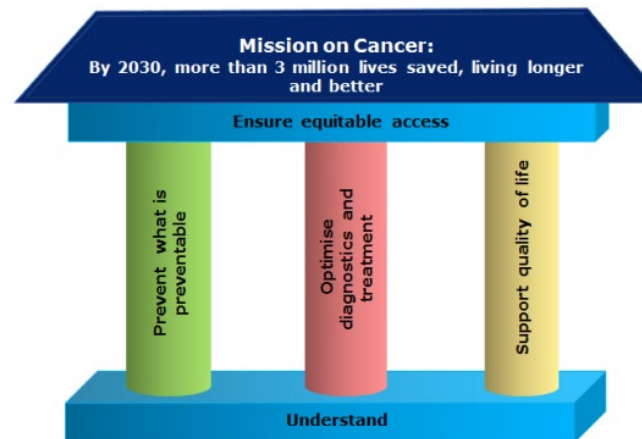 Mission on Cancer:
By 2030, more than 3 million lives saved, living longer
and better
Ensure equitable access
Prevent what is
preventable
Optimise
diagnostics and
treatment
Support quality of life
Understand